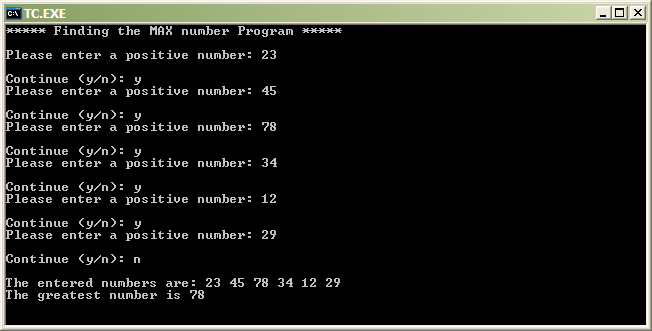 TC.EXE
***** Finding the MAX number Program *****
Please enter a positive number: 23
Continue (y/n): y
Please enter a positive number: 45
Continue (y/n): y
Please enter a positive number: 78
Continue (y/n): y
Please enter a positive number: 34
Continue (y/n): y
Please enter a positive number: 12
Continue (y/n): y
Please enter a positive number: 29
Continue (y/n): n
The entered numbers are: 23 45 78 34 12 29
The greatest number is 78